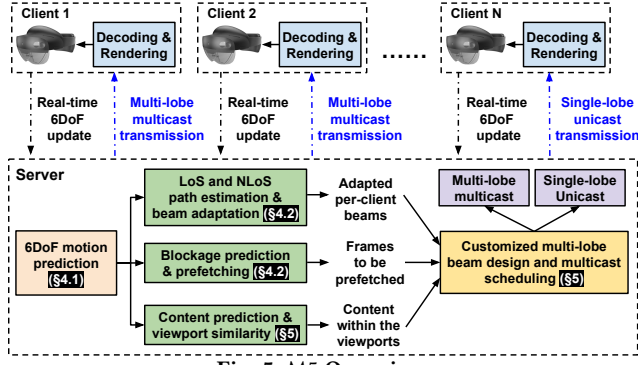 Client 1
Decoding &
Rendering
Client 2
Decoding &
Rendering
......
Client N
Decoding &
Rendering
Real-time
6DoF
update
Multi-lobe
multicast
transmission
Real-time
6DoF
update
Multi-lobe
multicast
transmission
Real-time
6DoF
update
Single-lobe
unicast
transmission
Server
6DoF motion
prediction
(§4.1)
LoS and NLoS
path estimation &
beam adaptation (§4.2)
Adapted
per-client
beams
Blockage prediction
& prefetching (§4.2)
Frames to be
prefetched
Content prediction &
viewport similarity (§5)
Content
within the
viewports
Multi-lobe
multicast
Single-lobe
Unicast
Customized multi-lobe
beam design and multicast
scheduling (§5)